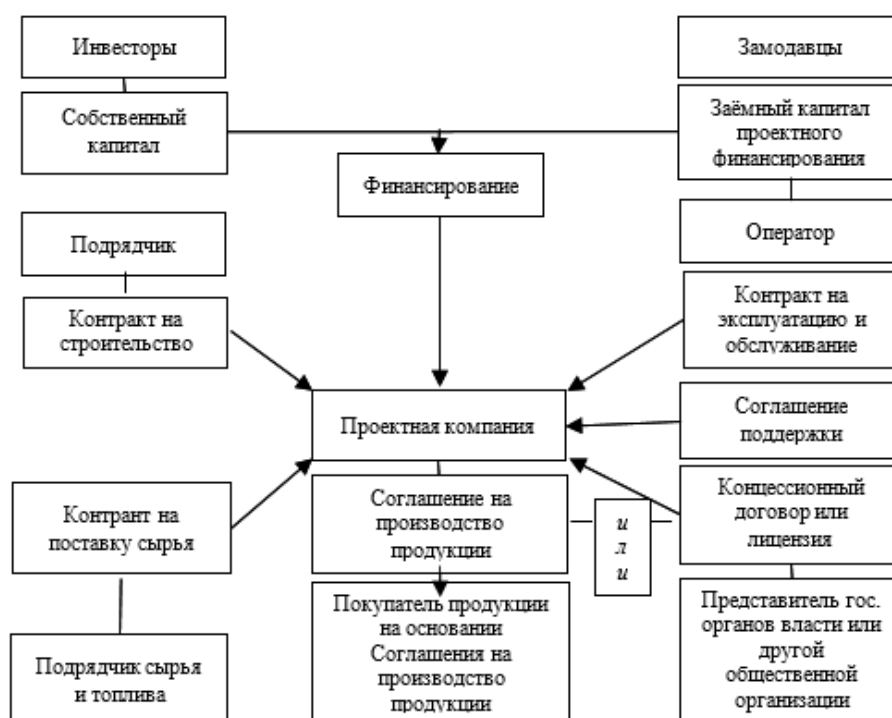 Инвесторы
Замодавцы
Собственный
капитал
Заёмный капитал
проектного
финансирования
Финансирование
Подрядчик
Оператор
Контракт на
строительство
Контракт на
эксплуатацию и
обслуживание
Проектная компания
Соглашение
поддержки
Контрант на
поставку сырья
Соглашение на
производство
продукции
и
л
и
Концессионный
договор или
лицензия
Подрядчик сырья
и топлива
Покупатель продукции
на основании
Соглашения на
производство
продукции
Представитель гос.
органов власти или
другой
общественной
организации